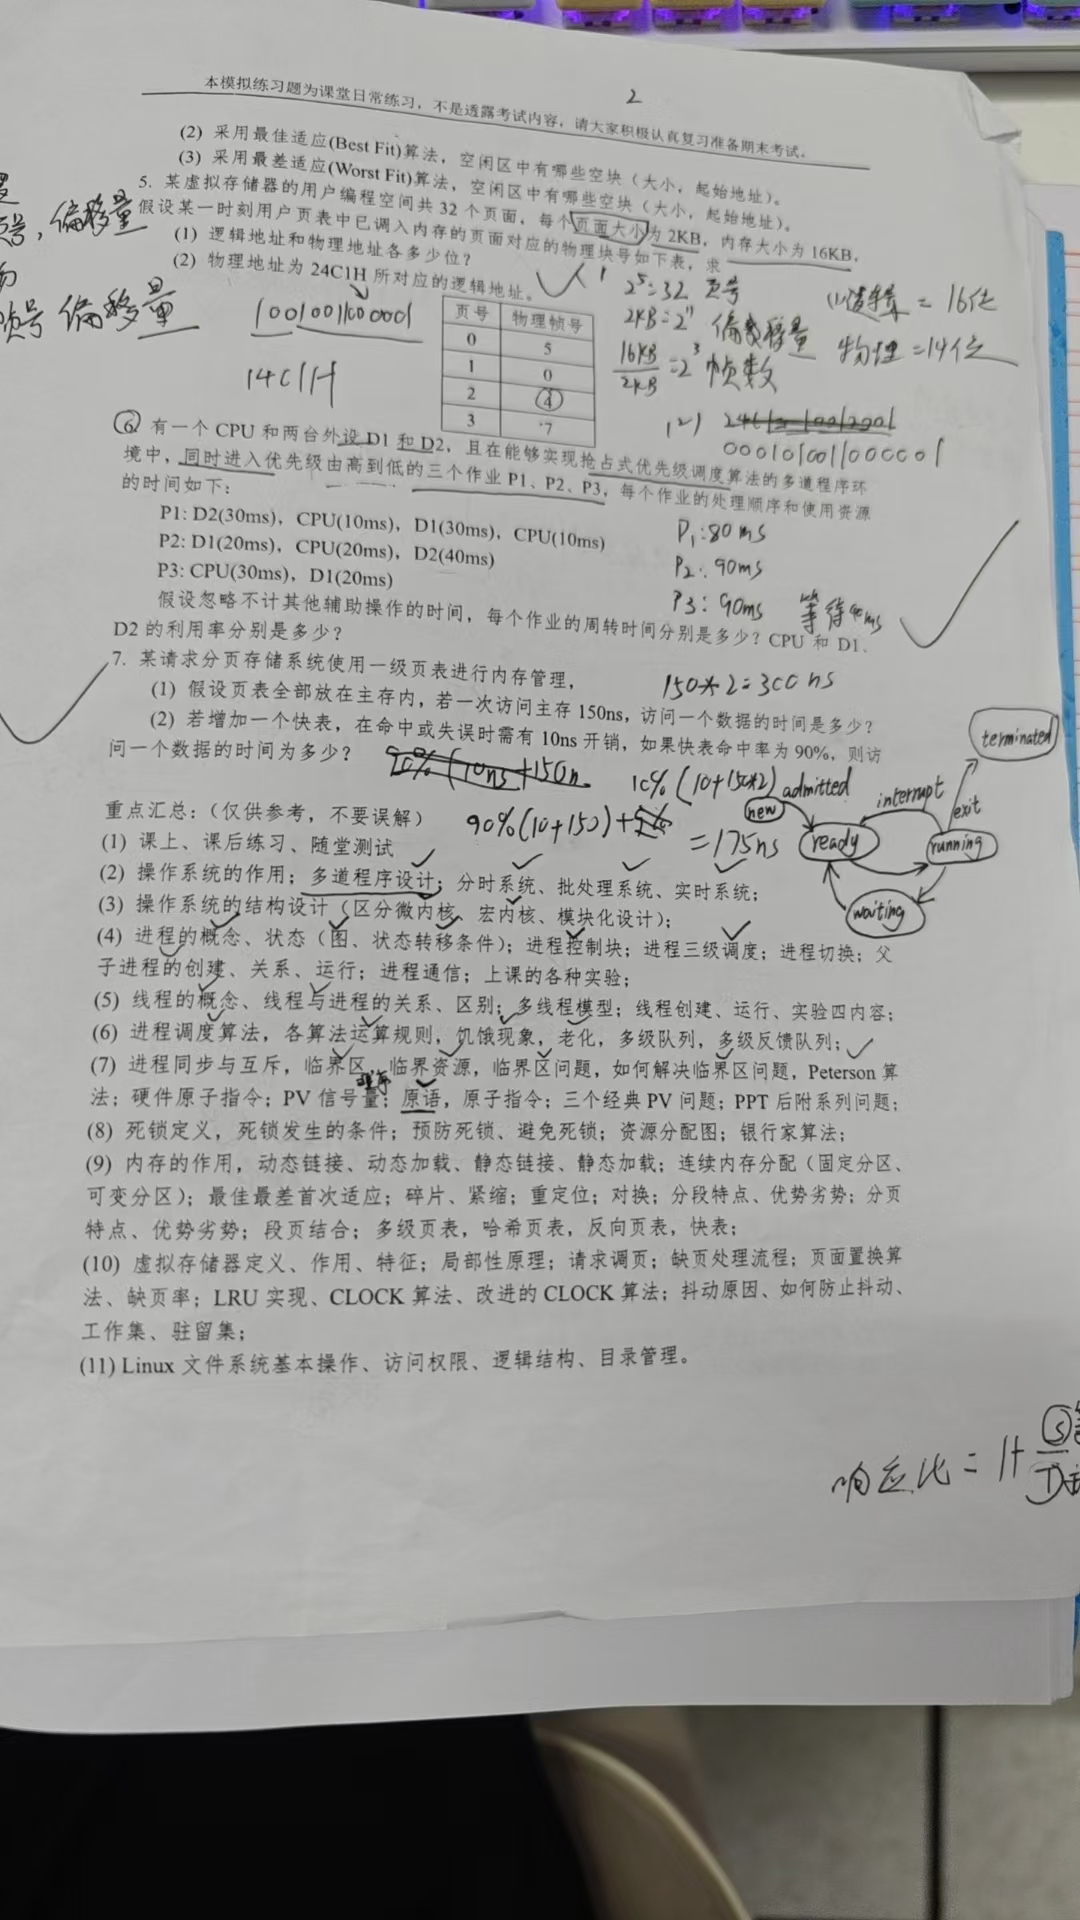 2
本模拟练习题为课堂日常练习，不是透露考试内容，请大家积极认真复习准备期末考试。
(2) 采用最佳适应(Best Fit)算法，空闲区中有哪些空块（大小，起始地址）。
(3) 采用最差适应(Worst Fit)算法，空闲区中有哪些空块（大小，起始地址）。
5. 某虚拟存储器的用户编程空间共 32 个页面，每个页面大小为 2KB，内存大小为 16KB，
假设某一时刻用户页表中已调入内存的页面对应的物理块号如下表，求
(1) 逻辑地址和物理地址各多少位？
(2) 物理地址为 24C1H 所对应的逻辑地址。
号，偏移量
页号 偏移量
10010011000001
14C1H
页号 物理帧号
0 5
1 0
2 4
3 7
2⁵=32 页号
2KB=2¹¹ 偏移量
16KB/2KB=2³ 帧数
= 16位
物理=14位
(2)
0001010011000001
6. 有一个 CPU 和两台外设 D1 和 D2，且在能够实现抢占式优先级调度算法的多道程序环
境中，同时进入优先级由高到低的三个作业 P1、P2、P3，每个作业的处理顺序和使用资源
的时间如下：
P1: D2(30ms)，CPU(10ms)，D1(30ms)，CPU(10ms)
P2: D1(20ms)，CPU(20ms)，D2(40ms)
P3: CPU(30ms)，D1(20ms)
假设忽略不计其他辅助操作的时间，每个作业的周转时间分别是多少？CPU 和 D1、
D2 的利用率分别是多少？
P₁:80ms
P₂:90ms
P3:90ms 等待40ms
7. 某请求分页存储系统使用一级页表进行内存管理，
(1) 假设页表全部放在主存内，若一次访问主存 150ns，访问一个数据的时间是多少？
(2) 若增加一个快表，在命中或失误时需有 10ns 开销，如果快表命中率为 90%，则访
问一个数据的时间为多少？
150*2=300ns
90%(10ns+150n
10%(10+150*2)
90%(10+150)+
=175ns
new
admitted
ready
interrupt
running
exit
terminated
waiting
重点汇总：（仅供参考，不要误解）
(1) 课上、课后练习、随堂测试
(2) 操作系统的作用；多道程序设计；分时系统、批处理系统、实时系统；
(3) 操作系统的结构设计（区分微内核、宏内核、模块化设计）；
(4) 进程的概念、状态（图、状态转移条件）；进程控制块；进程三级调度；进程切换；父
子进程的创建、关系、运行；进程通信；上课的各种实验；
(5) 线程的概念、线程与进程的关系、区别；多线程模型；线程创建、运行、实验四内容；
(6) 进程调度算法，各算法运算规则，饥饿现象，老化，多级队列，多级反馈队列；
(7) 进程同步与互斥，临界区，临界资源，临界区问题，如何解决临界区问题，Peterson 算
法；硬件原子指令；PV 信号量；原语，原子指令；三个经典 PV 问题；PPT 后附系列问题；
(8) 死锁定义，死锁发生的条件；预防死锁、避免死锁；资源分配图；银行家算法；
(9) 内存的作用，动态链接、动态加载、静态链接、静态加载；连续内存分配（固定分区、
可变分区）；最佳最差首次适应；碎片、紧缩；重定位；对换；分段特点、优势劣势；分页
特点、优势劣势；段页结合；多级页表，哈希页表，反向页表，快表；
(10) 虚拟存储器定义、作用、特征；局部性原理；请求调页；缺页处理流程；页面置换算
法、缺页率；LRU 实现、CLOCK 算法、改进的 CLOCK 算法；抖动原因、如何防止抖动、
工作集、驻留集；
(11) Linux 文件系统基本操作、访问权限、逻辑结构、目录管理。
响应比=1+